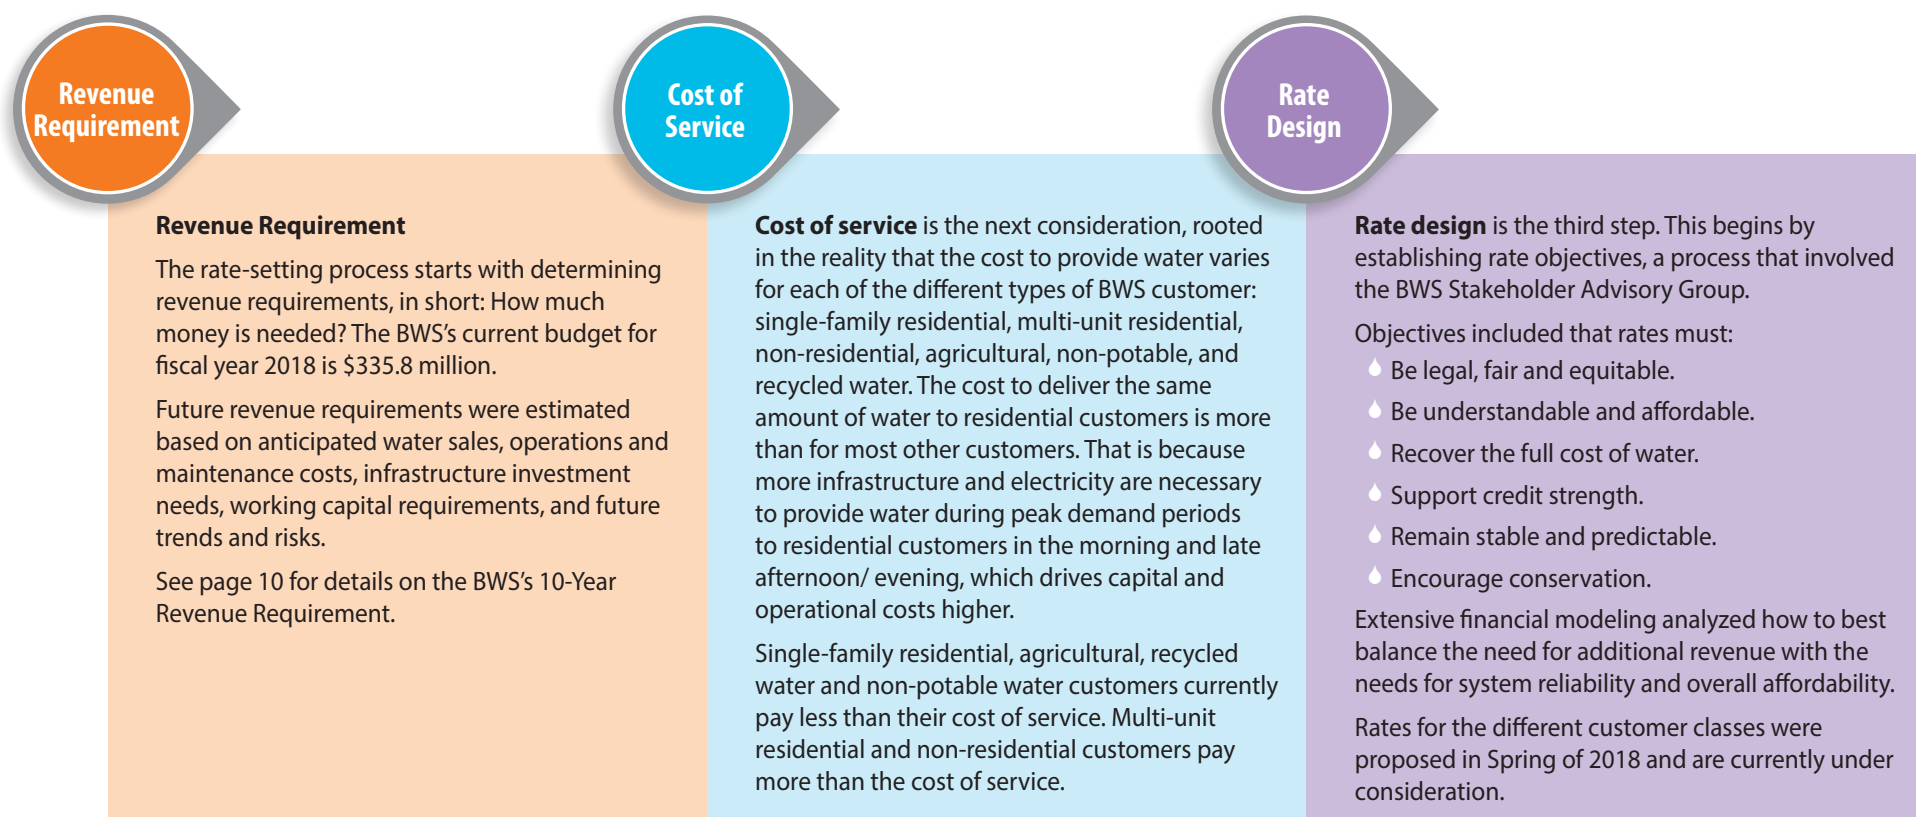 Revenue
Requirement
Cost of
Service
Rate
Design
Revenue Requirement
The rate-setting process starts with determining
revenue requirements, in short: How much
money is needed? The BWS's current budget for
fiscal year 2018 is $335.8 million.
Future revenue requirements were estimated
based on anticipated water sales, operations and
maintenance costs, infrastructure investment
needs, working capital requirements, and future
trends and risks.
See page 10 for details on the BWS's 10-Year
Revenue Requirement.
Cost of service is the next consideration, rooted
in the reality that the cost to provide water varies
for each of the different types of BWS customer:
single-family residential, multi-unit residential,
non-residential, agricultural, non-potable, and
recycled water. The cost to deliver the same
amount of water to residential customers is more
than for most other customers. That is because
more infrastructure and electricity are necessary
to provide water during peak demand periods
to residential customers in the morning and late
afternoon/ evening, which drives capital and
operational costs higher.
Single-family residential, agricultural, recycled
water and non-potable water customers currently
pay less than their cost of service. Multi-unit
residential and non-residential customers pay
more than the cost of service.
Rate design is the third step. This begins by
establishing rate objectives, a process that involved
the BWS Stakeholder Advisory Group.
Objectives included that rates must:
Be legal, fair and equitable.
Be understandable and affordable.
Recover the full cost of water.
Support credit strength.
Remain stable and predictable.
Encourage conservation.
Extensive financial modeling analyzed how to best
balance the need for additional revenue with the
needs for system reliability and overall affordability.
Rates for the different customer classes were
proposed in Spring of 2018 and are currently under
consideration.